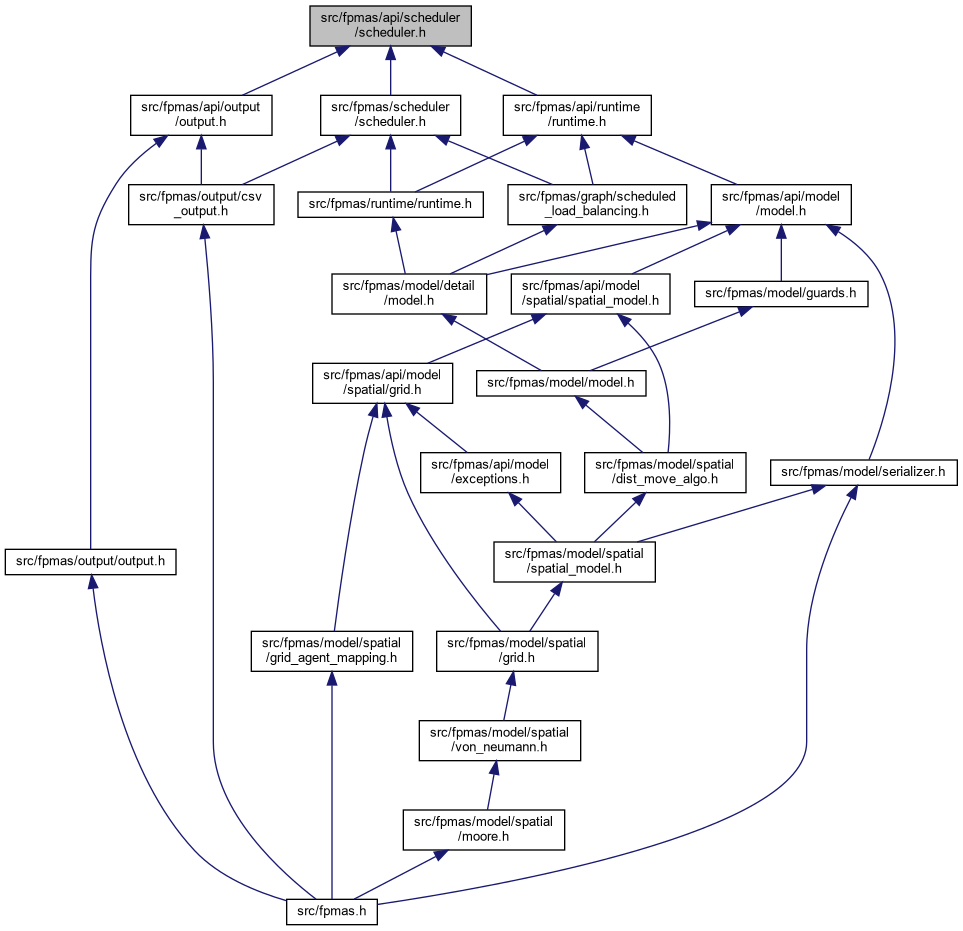 src/fpmas/api/scheduler
/scheduler.h
src/fpmas/api/output
/output.h
src/fpmas/scheduler
/scheduler.h
src/fpmas/api/runtime
/runtime.h
src/fpmas/output/csv
_output.h
src/fpmas/runtime/runtime.h
src/fpmas/graph/scheduled
_load_balancing.h
src/fpmas/api/model
/model.h
src/fpmas/model/detail
/model.h
src/fpmas/api/model
/spatial/spatial_model.h
src/fpmas/model/guards.h
src/fpmas/api/model
/spatial/grid.h
src/fpmas/model/model.h
src/fpmas/api/model
/exceptions.h
src/fpmas/model/spatial
/dist_move_algo.h
src/fpmas/model/serializer.h
src/fpmas/output/output.h
src/fpmas/model/spatial
/spatial_model.h
src/fpmas/model/spatial
/grid_agent_mapping.h
src/fpmas/model/spatial
/grid.h
src/fpmas/model/spatial
/von_neumann.h
src/fpmas/model/spatial
/moore.h
src/fpmas.h